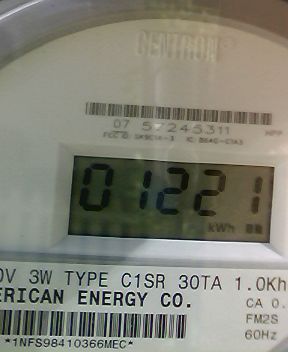 CENTRON®
07 57245311
01221
kWh
0V 3W TYPE C1SR 30TA 1.0Kh
ERICAN ENERGY CO. CA 0.
FM2S
60Hz
*1NFS98410366MEC*